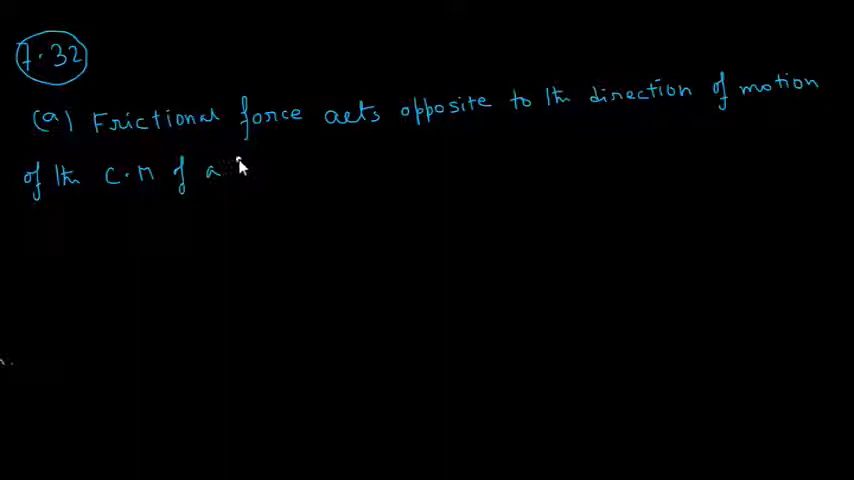 7.32
(a) Frictional force acts opposite to the direction of motion
of the C.M of a